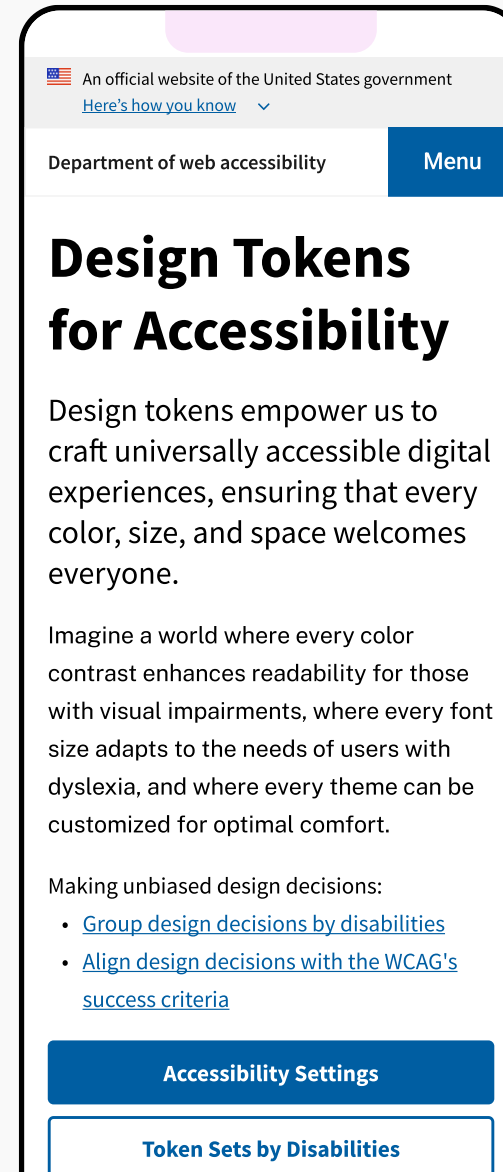 An official website of the United States government
Here’s how you know
Department of web accessibility
Menu
Design Tokens
for Accessibility
Design tokens empower us to
craft universally accessible digital
experiences, ensuring that every
color, size, and space welcomes
everyone.
Imagine a world where every color
contrast enhances readability for those
with visual impairments, where every font
size adapts to the needs of users with
dyslexia, and where every theme can be
customized for optimal comfort.
Making unbiased design decisions:
• Group design decisions by disabilities
• Align design decisions with the WCAG's
success criteria
Accessibility Settings
Token Sets by Disabilities